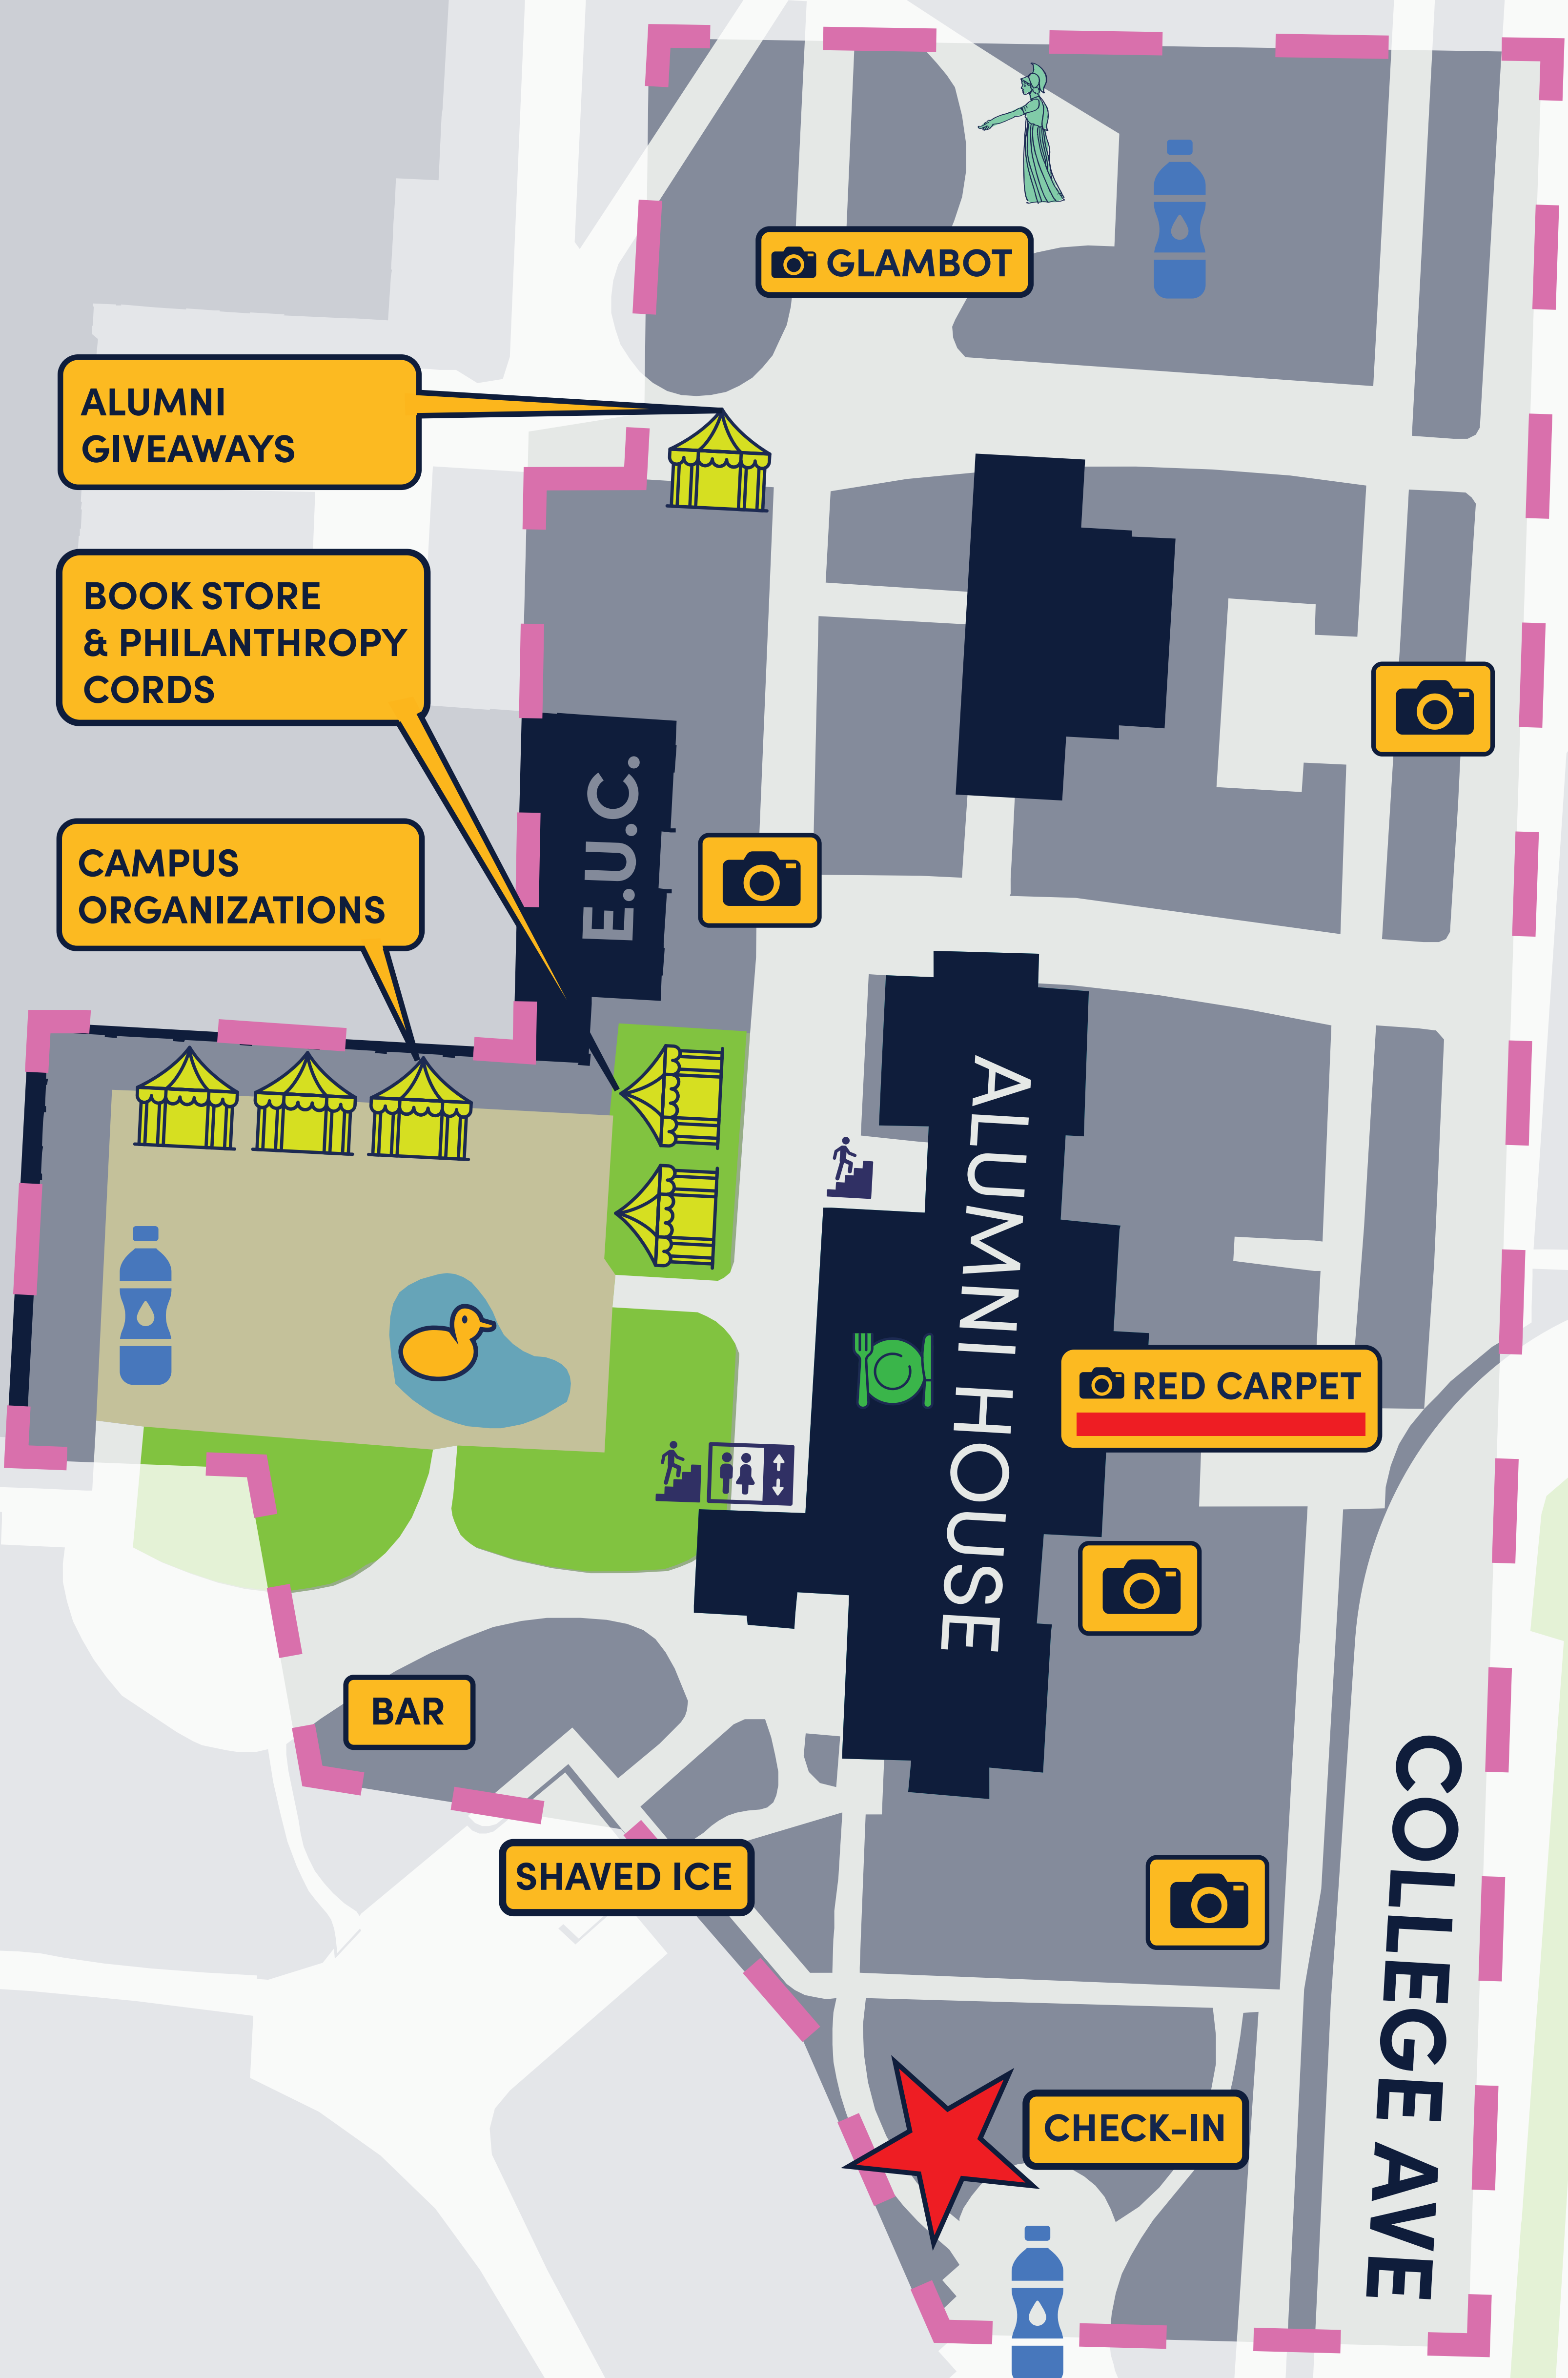 GLAMBOT
ALUMNI
GIVEAWAYS
BOOK STORE
& PHILANTHROPY
CORDS
E.U.C.
CAMPUS
ORGANIZATIONS
ALUMNI HOUSE
RED CARPET
BAR
SHAVED ICE
COLLEGE AVE
CHECK-IN